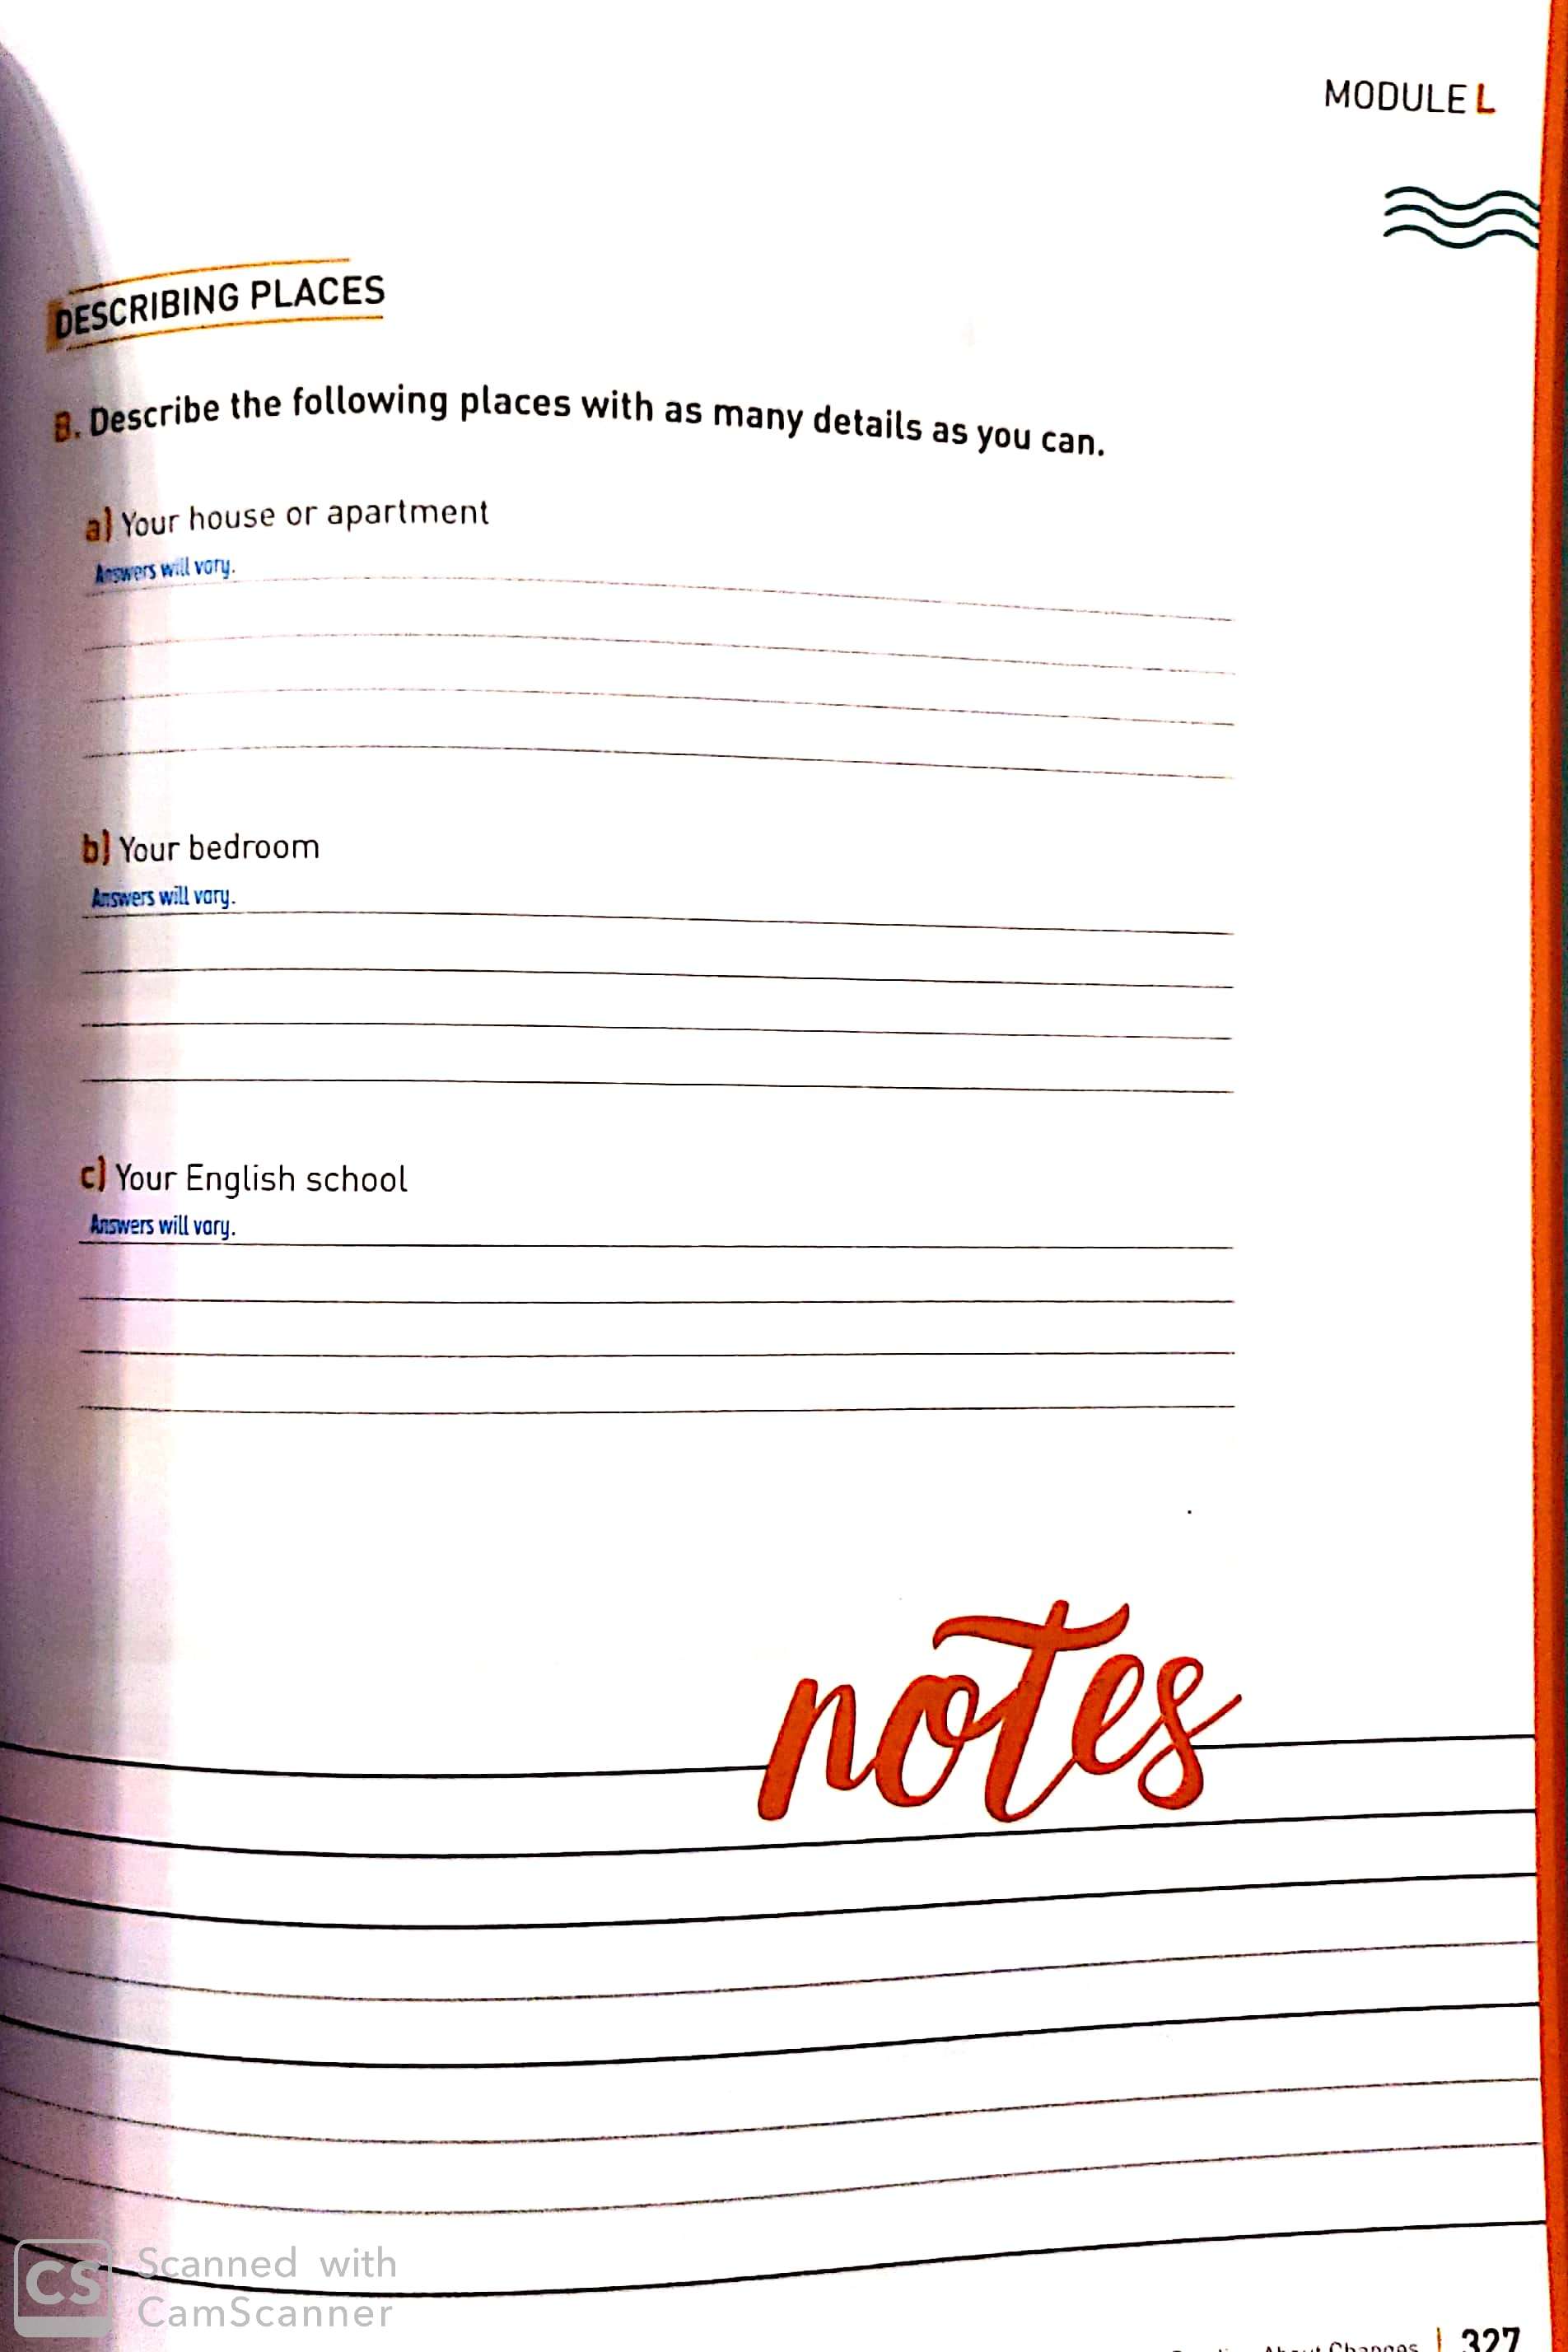 MODULE L
DESCRIBING PLACES
8. Describe the following places with as many details as you can.
a) Your house or apartment
Answers will vary.
b) Your bedroom
Answers will vary.
c) Your English school
Answers will vary.
notes
CS Scanned with
CamScanner
About Changes | 327